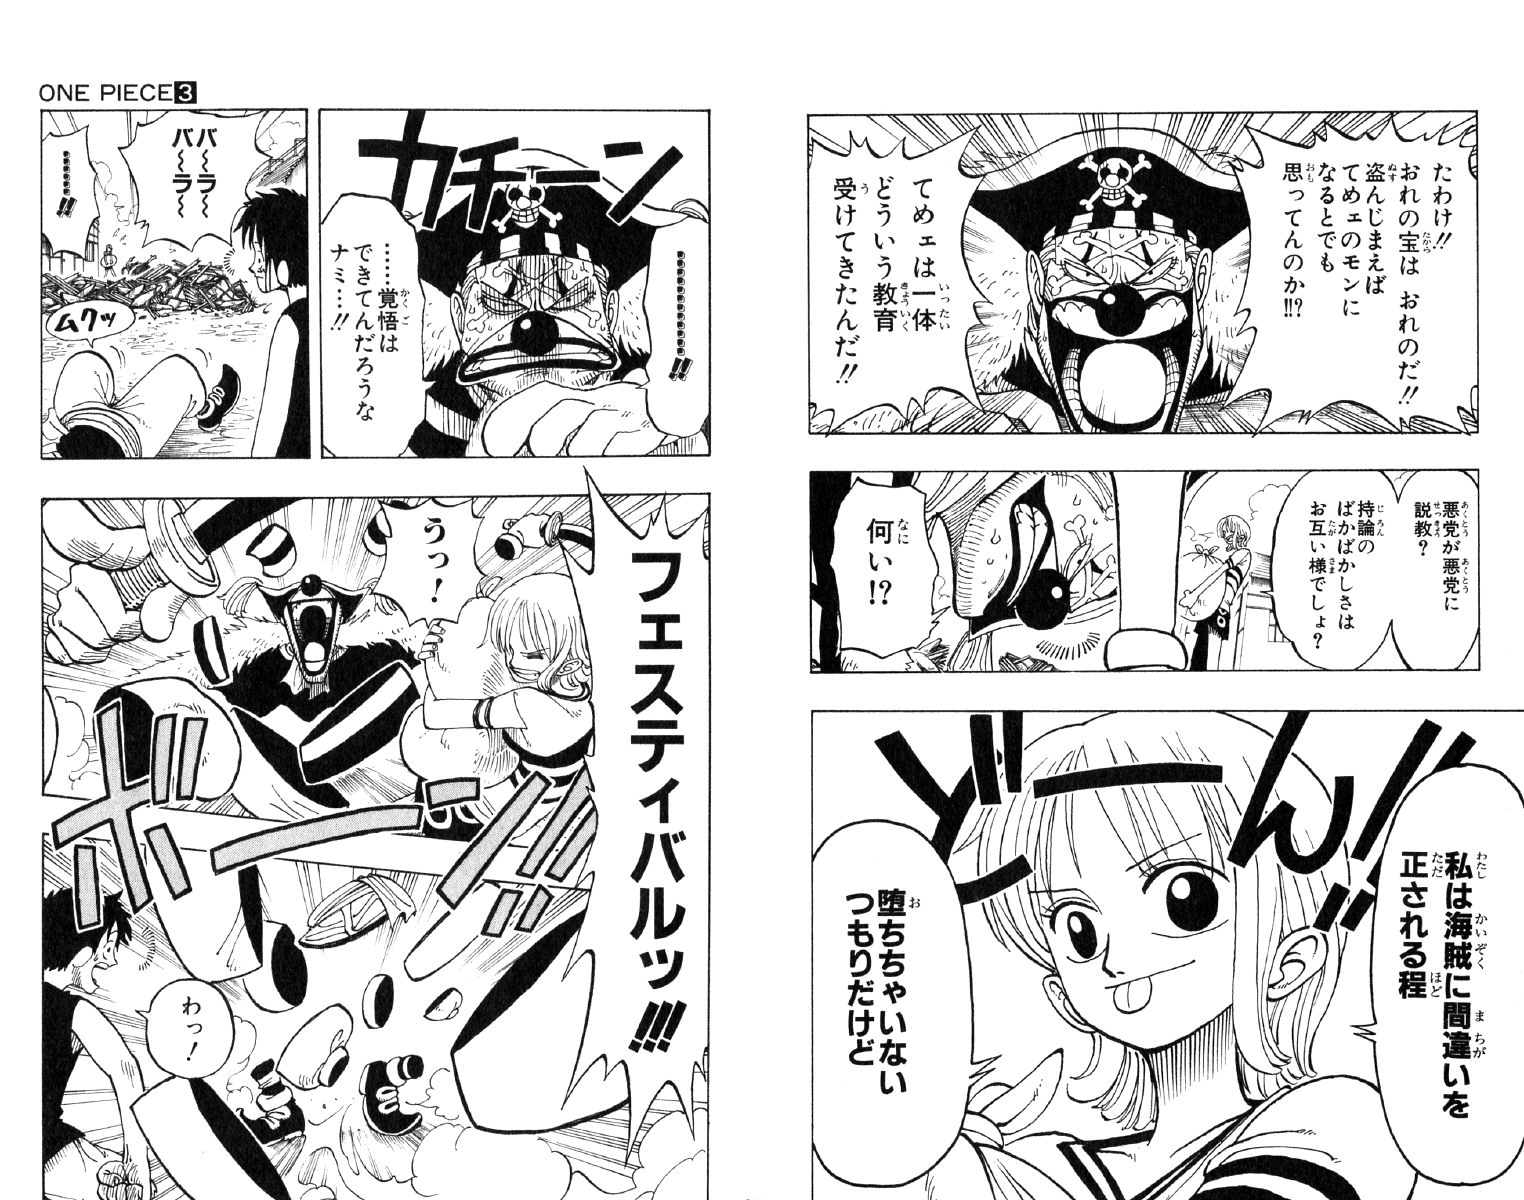 ONE PIECE 3
たわけ!!
おれの宝は おれのだ!!
盗んじまえば
てめェのモンに
なるとでも
思ってんのか!!?
てめェは一体
どういう教育
受けてきたんだ!!
悪党が悪党に
説教?
持論の
ばかばかしさは
お互い様でしょ?
何い!?
べーん!!
私は海賊に間違いを
正される程
堕ちちゃいない
つもりだけど
カチーン
…………!!
……覚悟は
できてんだろうな
ナミ…!!
バ〜ラ〜
バ〜ラ〜
………!!
ムクッ
フェスティバルッ!!!
うっ!
ボーン!!
わっ!